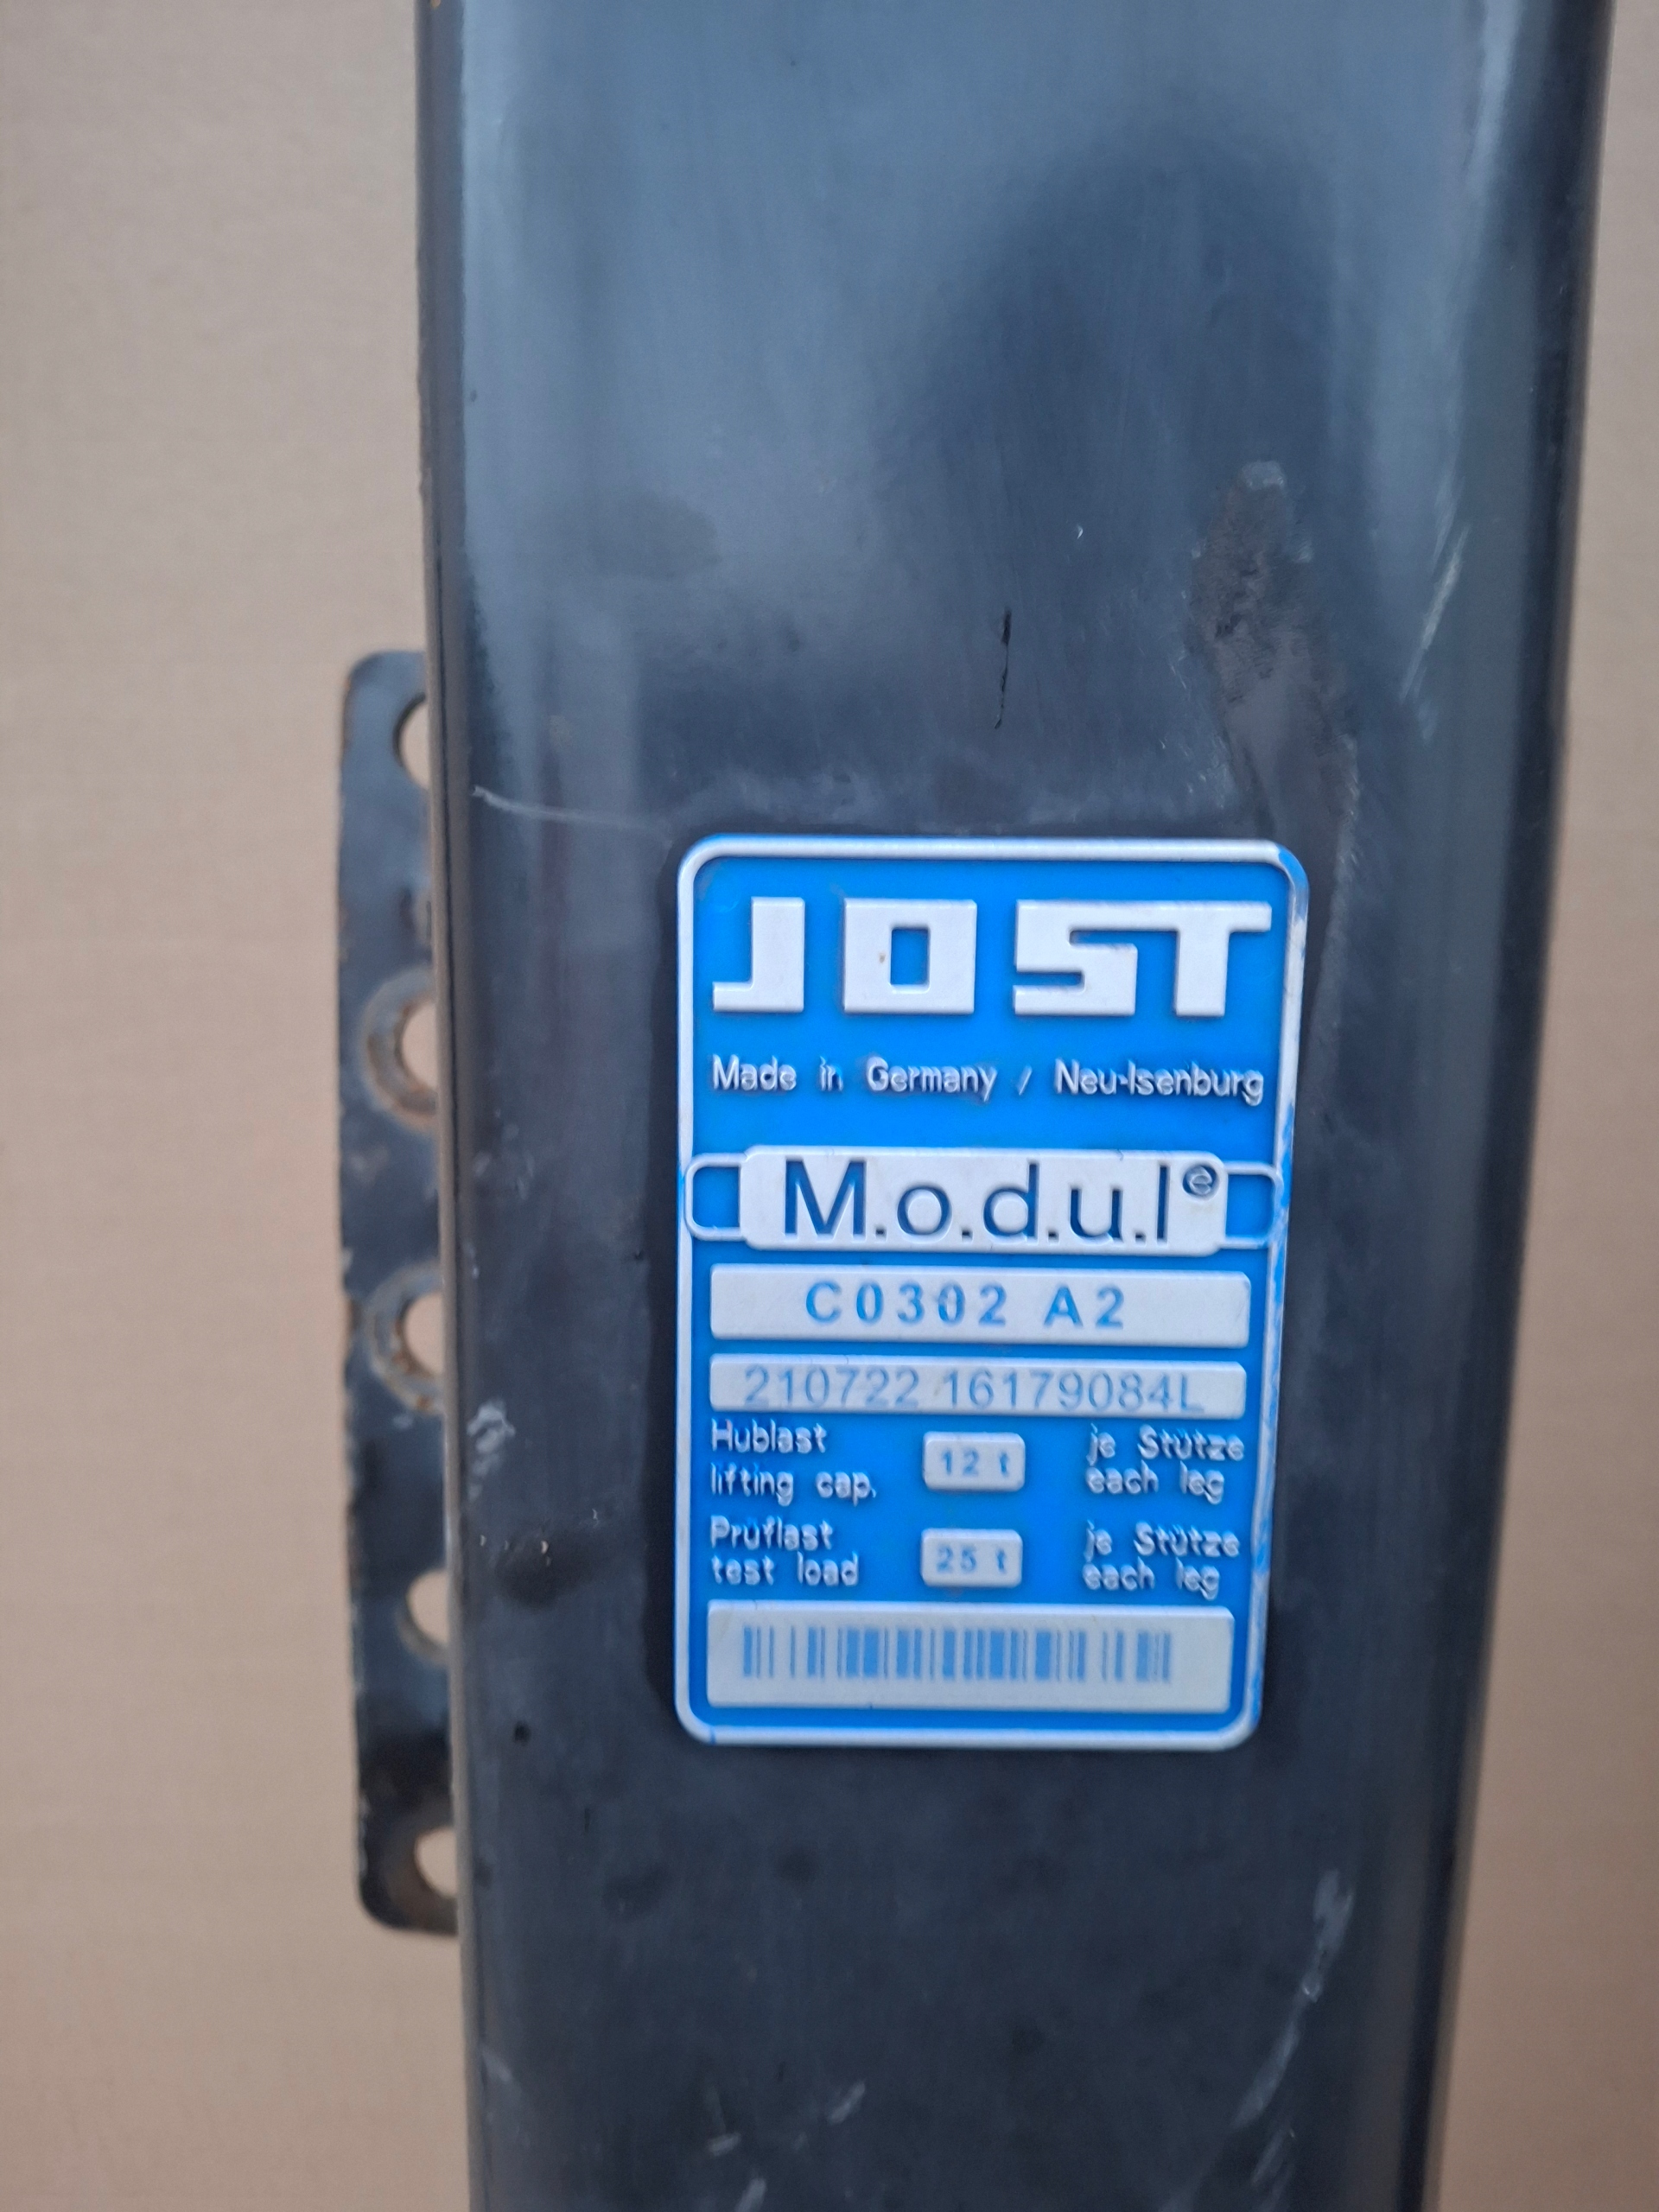 JOST
Made in Germany / Neu-Isenburg
M.o.d.u.l®
C0302 A2
210722 16179084L
Hublast
lifting cap.
12 t
je Stütze
each leg
Prüflast
test load
25 t
je Stütze
each leg